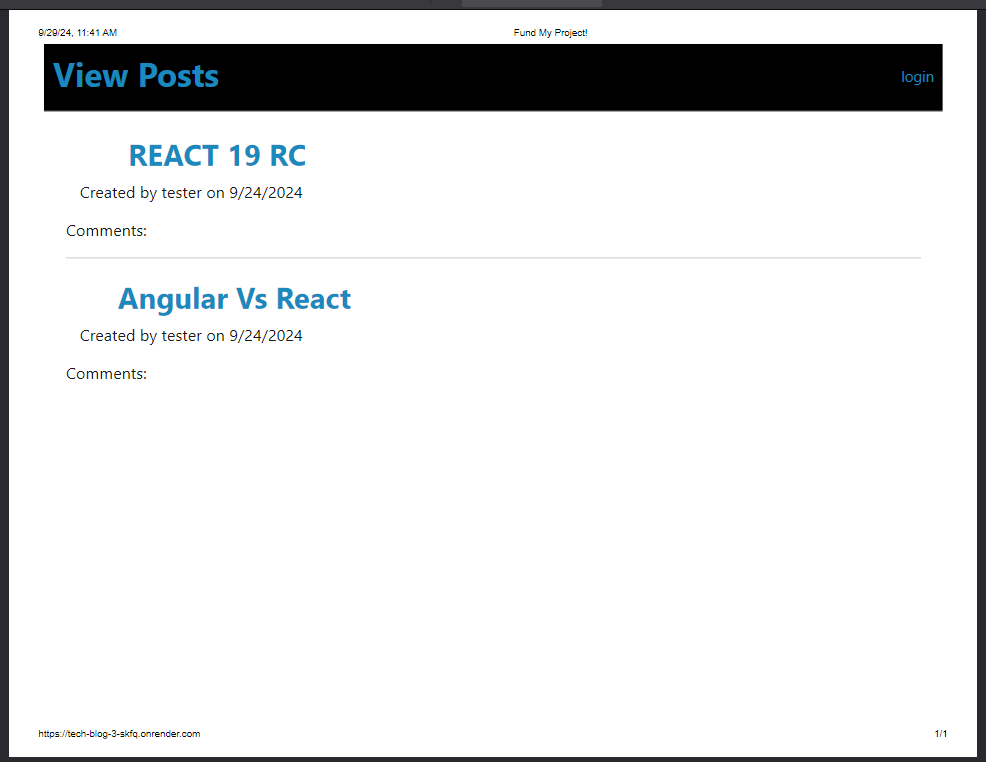 9/29/24, 11:41 AM Fund My Project!
View Posts login
REACT 19 RC
Created by tester on 9/24/2024
Comments:
Angular Vs React
Created by tester on 9/24/2024
Comments:
https://tech-blog-3-skfq.onrender.com 1/1